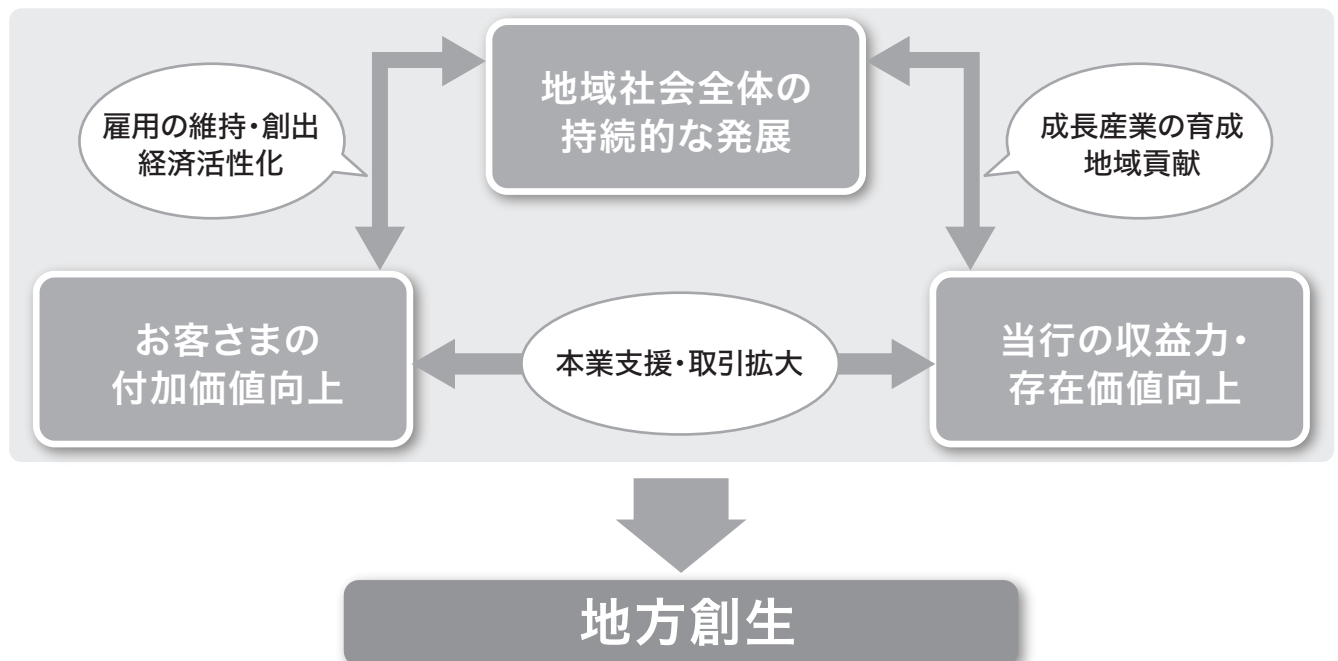 地域社会全体の
持続的な発展
雇用の維持・創出
経済活性化
成長産業の育成
地域貢献
お客さまの
付加価値向上
本業支援・取引拡大
当行の収益力・
存在価値向上
地方創生